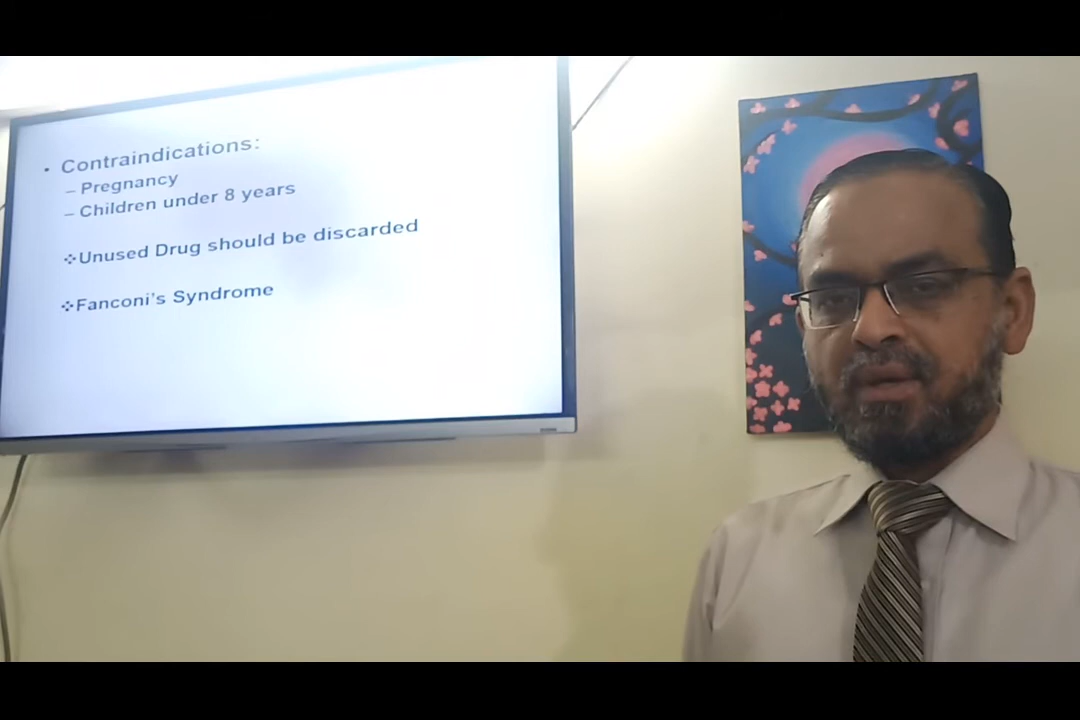 • Contraindications:
– Pregnancy
– Children under 8 years
❖Unused Drug should be discarded
❖Fanconi's Syndrome